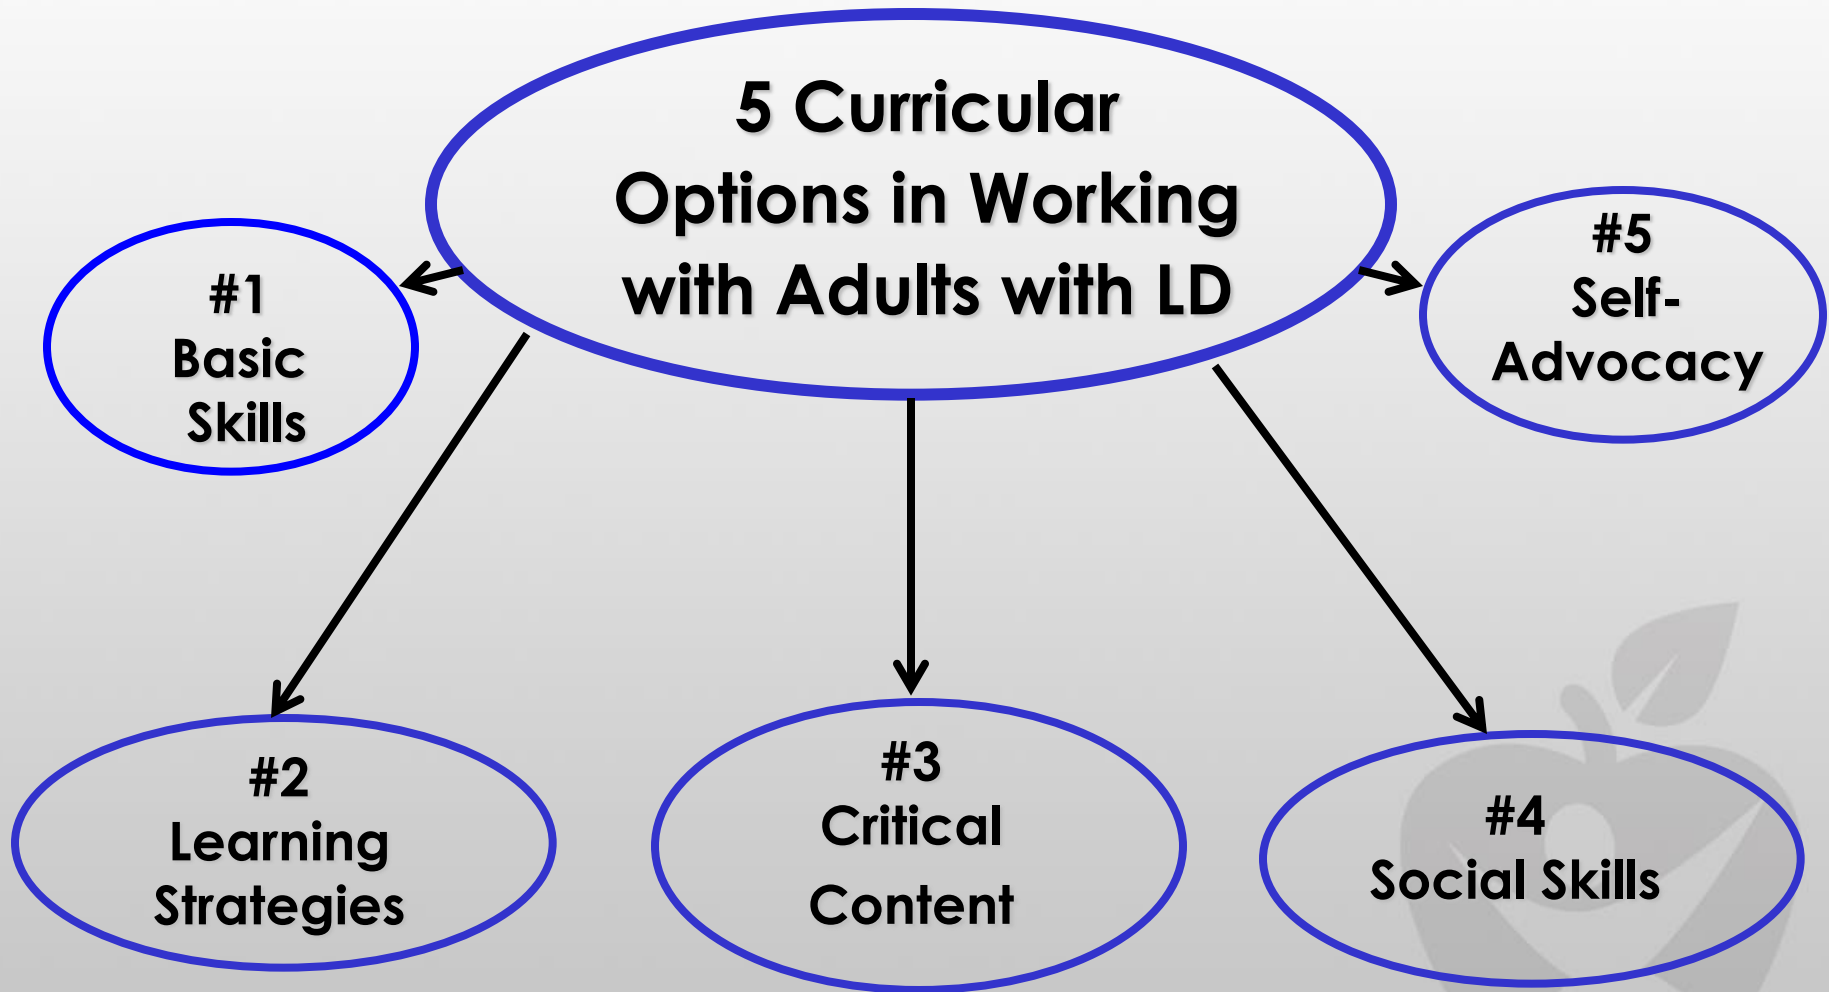 5 Curricular
Options in Working
with Adults with LD
#1
Basic
Skills
#2
Learning
Strategies
#3
Critical
Content
#4
Social Skills
#5
Self-
Advocacy